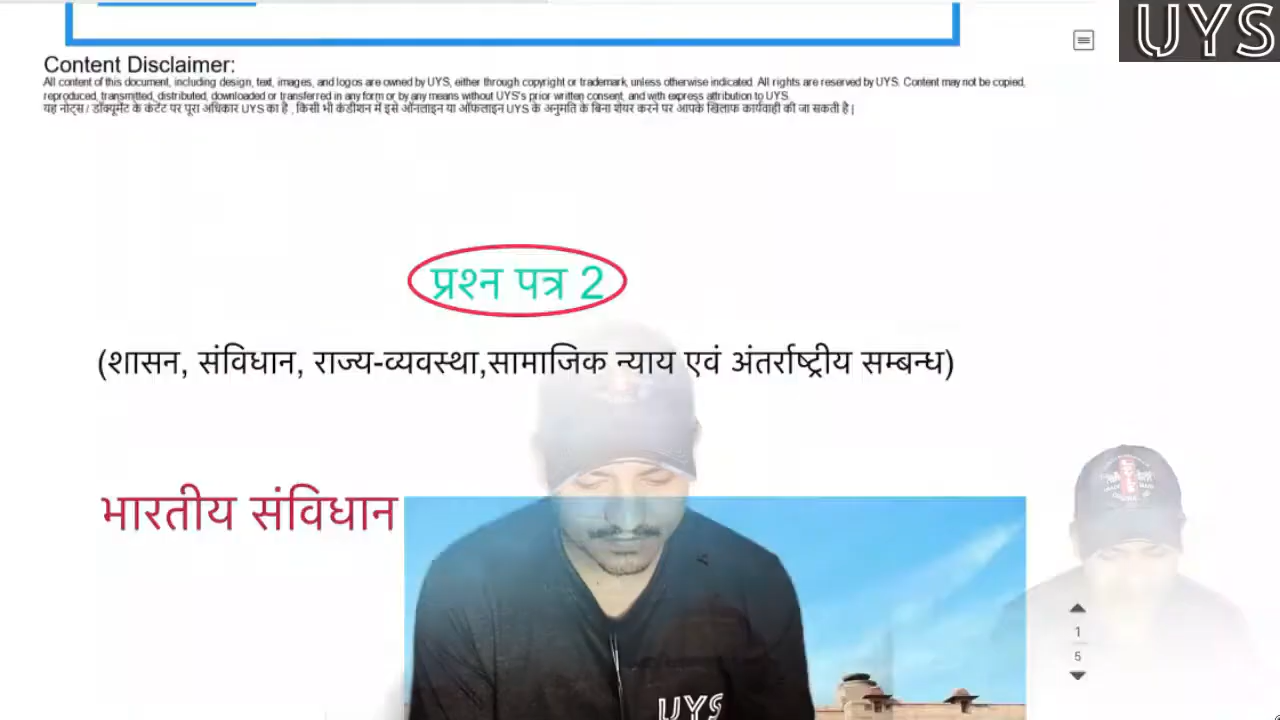 UYS
Content Disclaimer:
All content of this document, including design, text, images, and logos are owned by UYS, either through copyright or trademark, unless otherwise indicated. All rights are reserved by UYS. Content may not be copied,
reproduced, transmitted, distributed, downloaded or transferred in any form or by any means without UYS's prior written consent, and with express attribution to UYS.
यह नोट्स / डॉक्यूमेंट के कंटेंट पर पूरा अधिकार UYS का है , किसी भी कंडीशन में इसे ऑनलाइन या ऑफलाइन UYS के अनुमति के बिना शेयर करने पर आपके खिलाफ कार्यवाही की जा सकती है |
प्रश्न पत्र 2
(शासन, संविधान, राज्य-व्यवस्था,सामाजिक न्याय एवं अंतर्राष्ट्रीय सम्बन्ध)
भारतीय संविधान
1
5
UYS